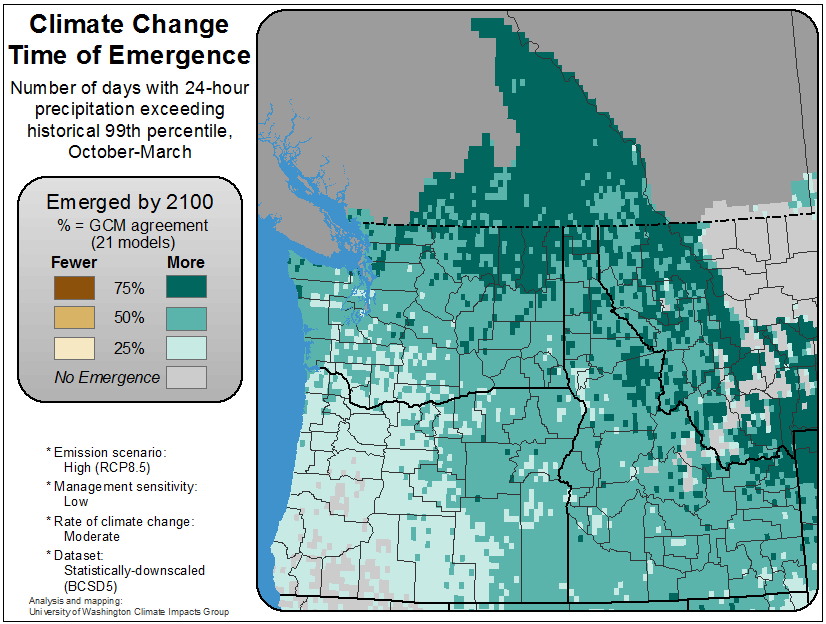 Climate Change
Time of Emergence
Number of days with 24-hour
precipitation exceeding
historical 99th percentile,
October-March
Emerged by 2100
% = GCM agreement
(21 models)
Fewer More
75%
50%
25%
No Emergence
* Emission scenario:
High (RCP8.5)
* Management sensitivity:
Low
* Rate of climate change:
Moderate
* Dataset:
Statistically-downscaled
(BCSD5)
Analysis and mapping:
University of Washington Climate Impacts Group